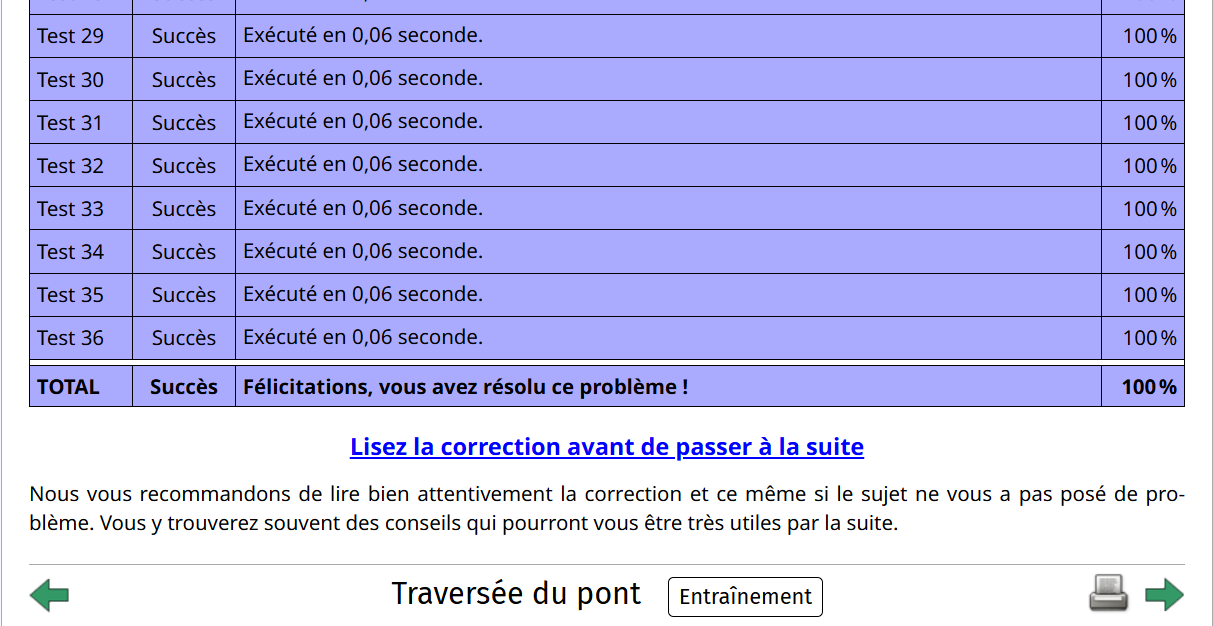 Test 29 Succès Exécuté en 0,06 seconde. 100 %
Test 30 Succès Exécuté en 0,06 seconde. 100 %
Test 31 Succès Exécuté en 0,06 seconde. 100 %
Test 32 Succès Exécuté en 0,06 seconde. 100 %
Test 33 Succès Exécuté en 0,06 seconde. 100 %
Test 34 Succès Exécuté en 0,06 seconde. 100 %
Test 35 Succès Exécuté en 0,06 seconde. 100 %
Test 36 Succès Exécuté en 0,06 seconde. 100 %
TOTAL Succès Félicitations, vous avez résolu ce problème ! 100 %
Lisez la correction avant de passer à la suite
Nous vous recommandons de lire bien attentivement la correction et ce même si le sujet ne vous a pas posé de pro-
blème. Vous y trouverez souvent des conseils qui pourront vous être très utiles par la suite.
Traversée du pont Entraînement